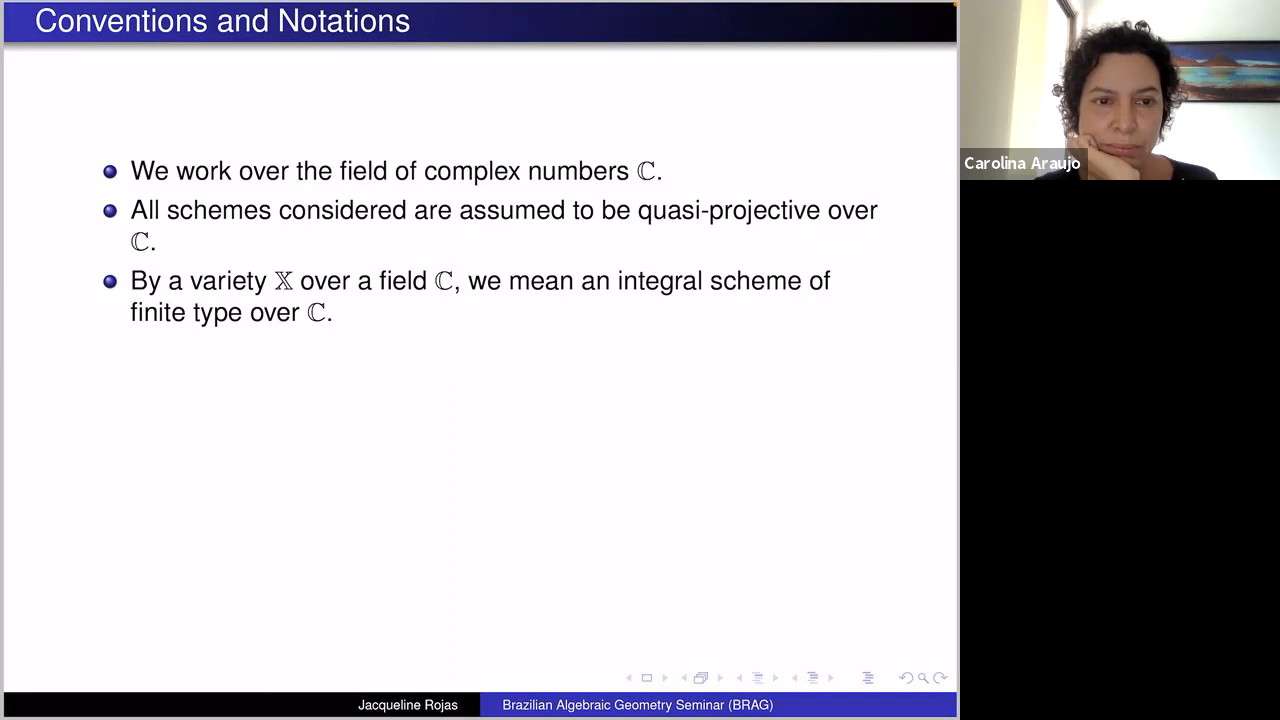 Conventions and Notations
We work over the field of complex numbers ℂ.
All schemes considered are assumed to be quasi-projective over
ℂ.
By a variety 𝕏 over a field ℂ, we mean an integral scheme of
finite type over ℂ.
Carolina Araujo
Jacqueline Rojas
Brazilian Algebraic Geometry Seminar (BRAG)